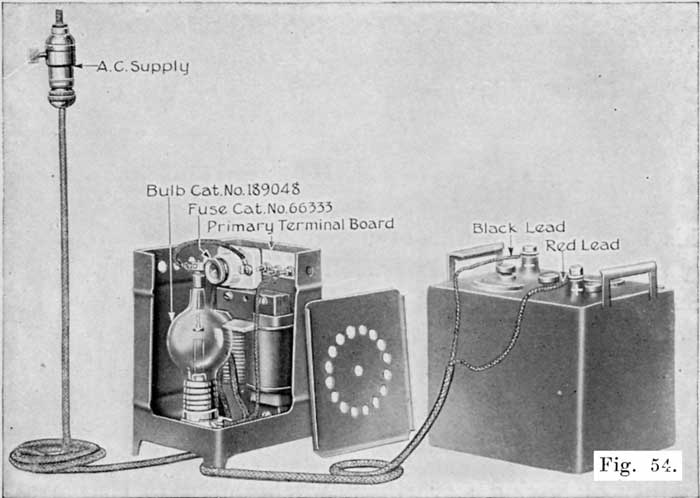 A.C. Supply
Bulb Cat. No. 189048
Fuse Cat. No. 66333
Primary Terminal Board
Black Lead
Red Lead
Fig. 54.